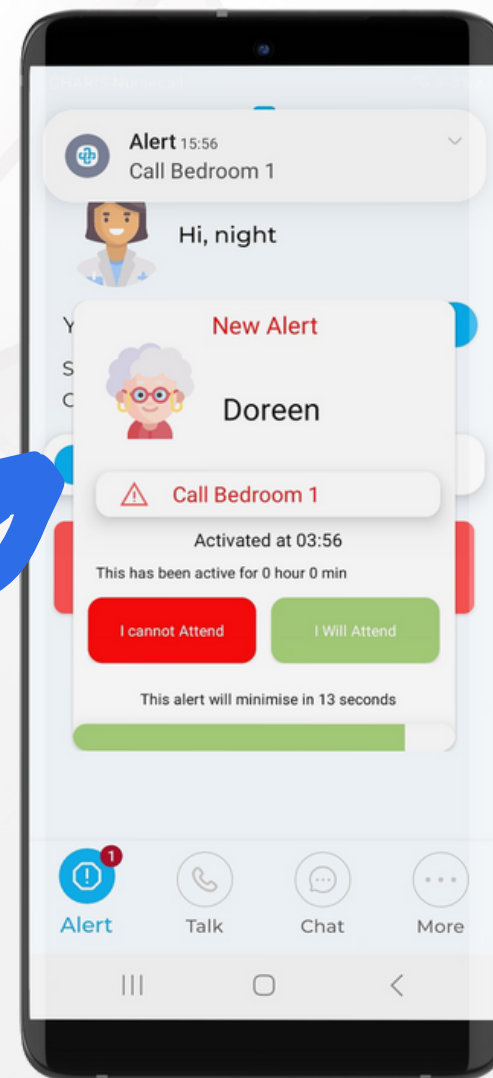 Alert 15:56
Call Bedroom 1
Hi, night
Y
S
C
New Alert
Doreen
Call Bedroom 1
Activated at 03:56
This has been active for 0 hour 0 min
I cannot Attend
I Will Attend
This alert will minimise in 13 seconds
1
Alert
Talk
Chat
More